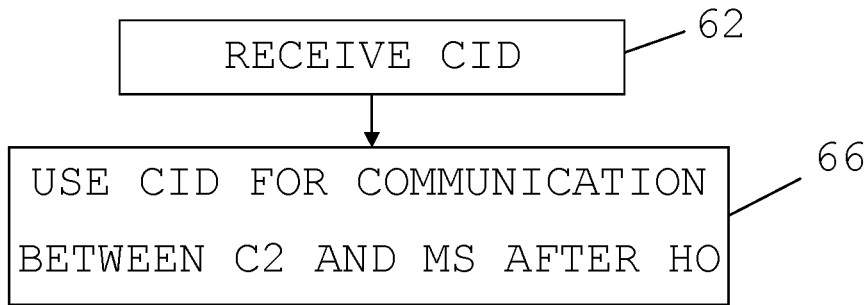 62
RECEIVE CID
66
USE CID FOR COMMUNICATION
BETWEEN C2 AND MS AFTER HO